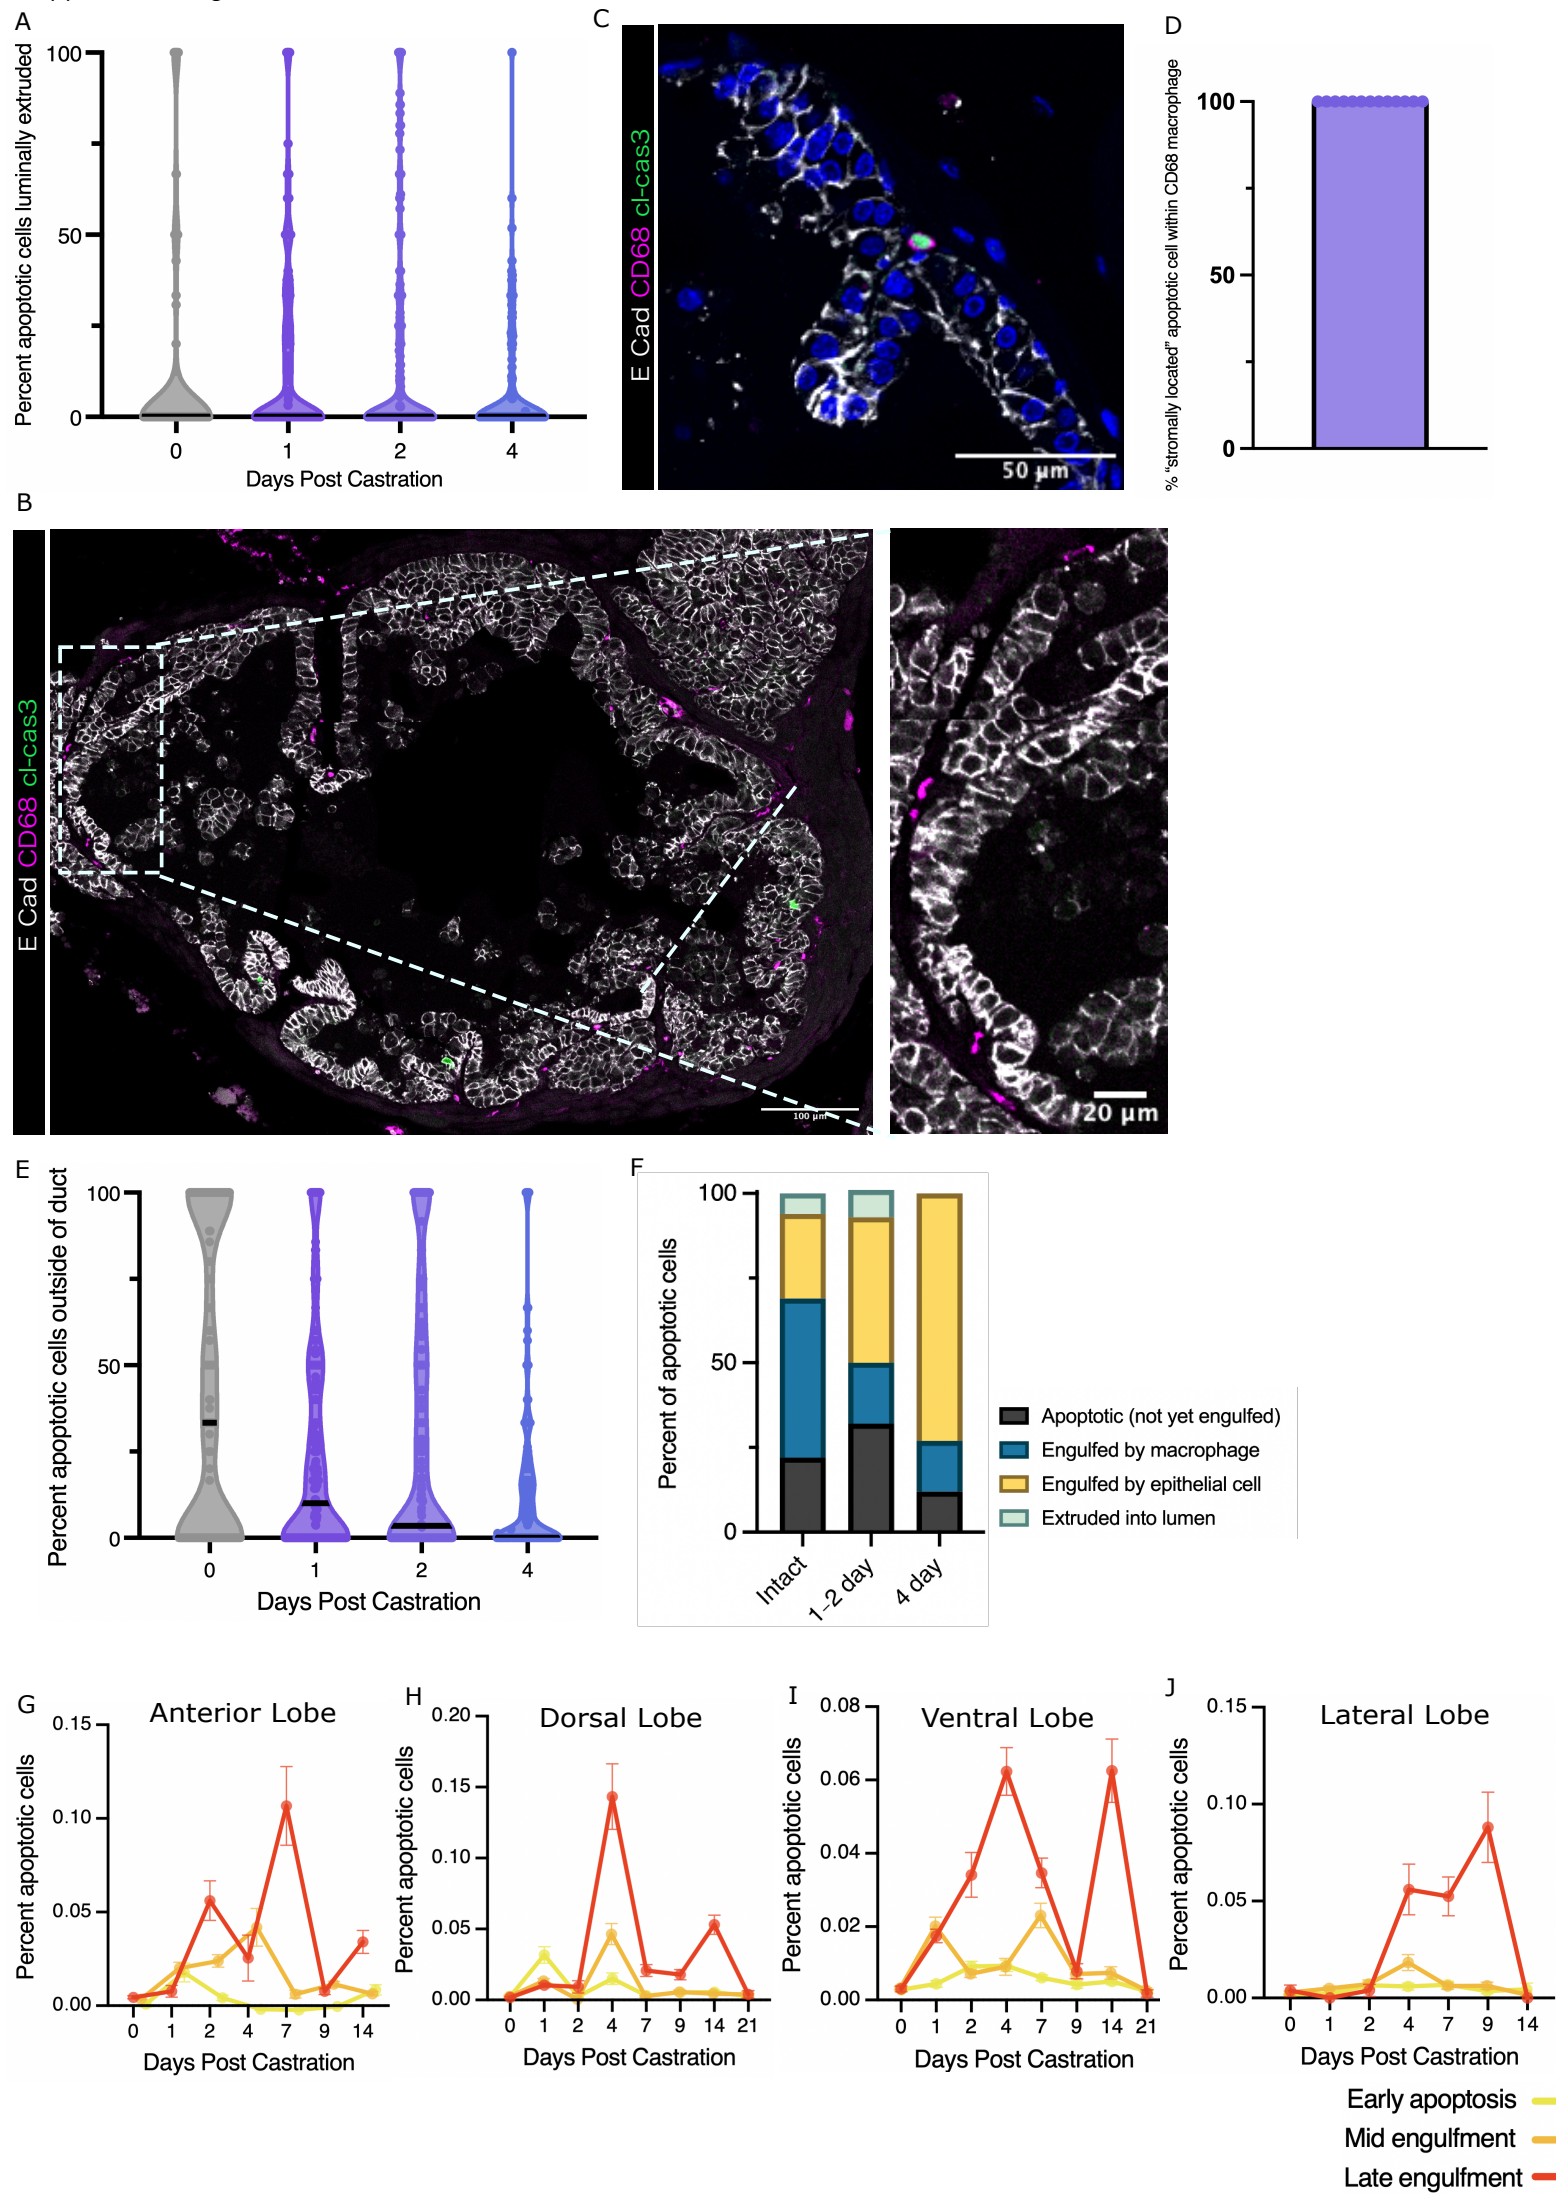 A
Percent apoptotic cells luminally extruded
100
50
0
0 1 2 4
Days Post Castration
C
E Cad CD68 cl-cas3
50 µm
D
% “stromally located” apoptotic cell within CD68 macrophage
100
50
0
B
E Cad CD68 cl-cas3
100 µm
20 µm
E
Percent apoptotic cells outside of duct
100
50
0
0 1 2 4
Days Post Castration
F
Percent of apoptotic cells
100
50
0
Intact
1–2 day
4 day
Apoptotic (not yet engulfed)
Engulfed by macrophage
Engulfed by epithelial cell
Extruded into lumen
G
Anterior Lobe
Percent apoptotic cells
0.15
0.10
0.05
0.00
0 1 2 4 7 9 14
Days Post Castration
H
Dorsal Lobe
Percent apoptotic cells
0.20
0.15
0.10
0.05
0.00
0 1 2 4 7 9 14 21
Days Post Castration
I
Ventral Lobe
Percent apoptotic cells
0.08
0.06
0.04
0.02
0.00
0 1 2 4 7 9 14 21
Days Post Castration
J
Lateral Lobe
Percent apoptotic cells
0.15
0.10
0.05
0.00
0 1 2 4 7 9 14
Days Post Castration
Early apoptosis
Mid engulfment
Late engulfment